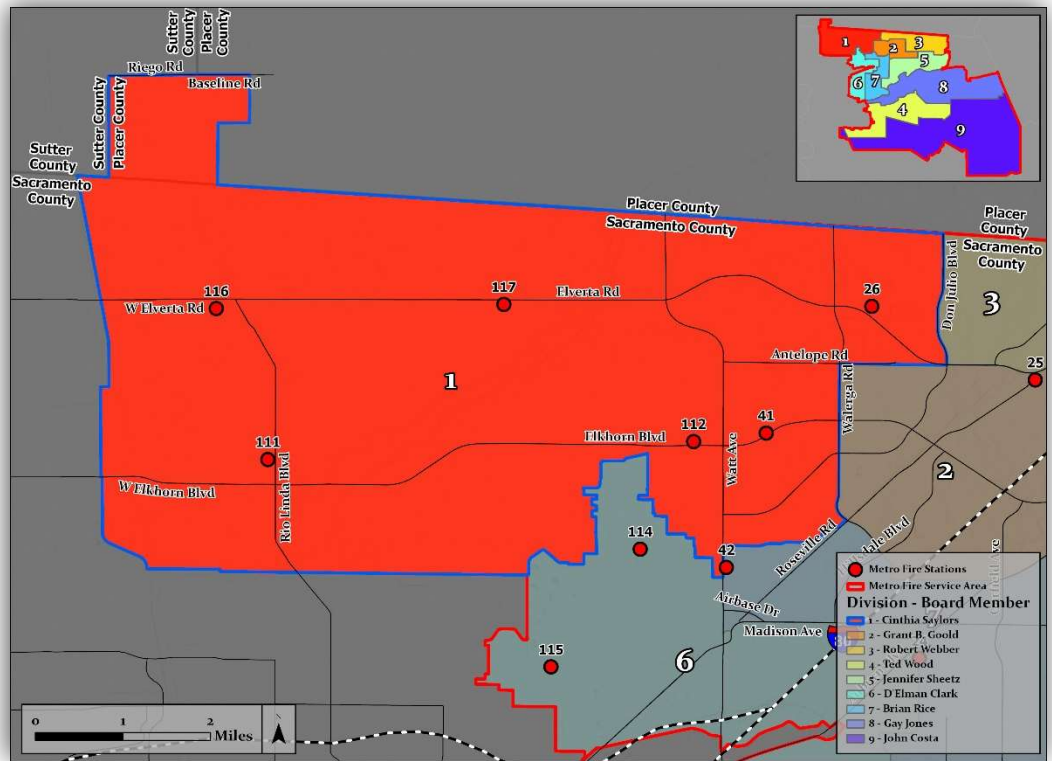 Sutter
County
Placer
County
Riego Rd
Baseline Rd
Sutter County
Placer County
Sutter
County
Sacramento
County
Placer County
Sacramento County
Placer
County
Sacramento
County
1
2
3
5
7
6
8
4
9
116
W Elverta Rd
117
Elverta Rd
26
Don Julio Blvd
3
Antelope Rd
25
1
Walerga Rd
112
41
Elkhorn Blvd
Watt Ave
111
W Elkhorn Blvd
Rio Linda Blvd
2
114
42
Roseville Rd
Airbase Dr
Madison Ave
115
6
Metro Fire Stations
Metro Fire Service Area
Division - Board Member
1 - Cinthia Saylors
2 - Grant B. Goold
3 - Robert Webber
4 - Ted Wood
5 - Jennifer Sheetz
6 - D'Elman Clark
7 - Brian Rice
8 - Gay Jones
9 - John Costa
0 1 2
Miles